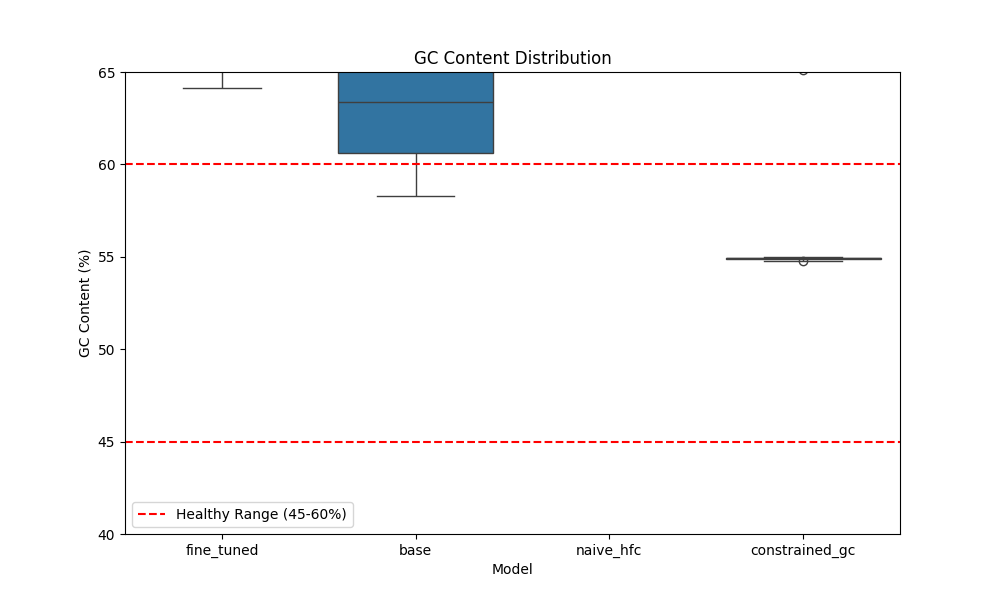 GC Content Distribution
65
60
55
50
45
40
GC Content (%)
Healthy Range (45-60%)
fine_tuned
base
naive_hfc
constrained_gc
Model